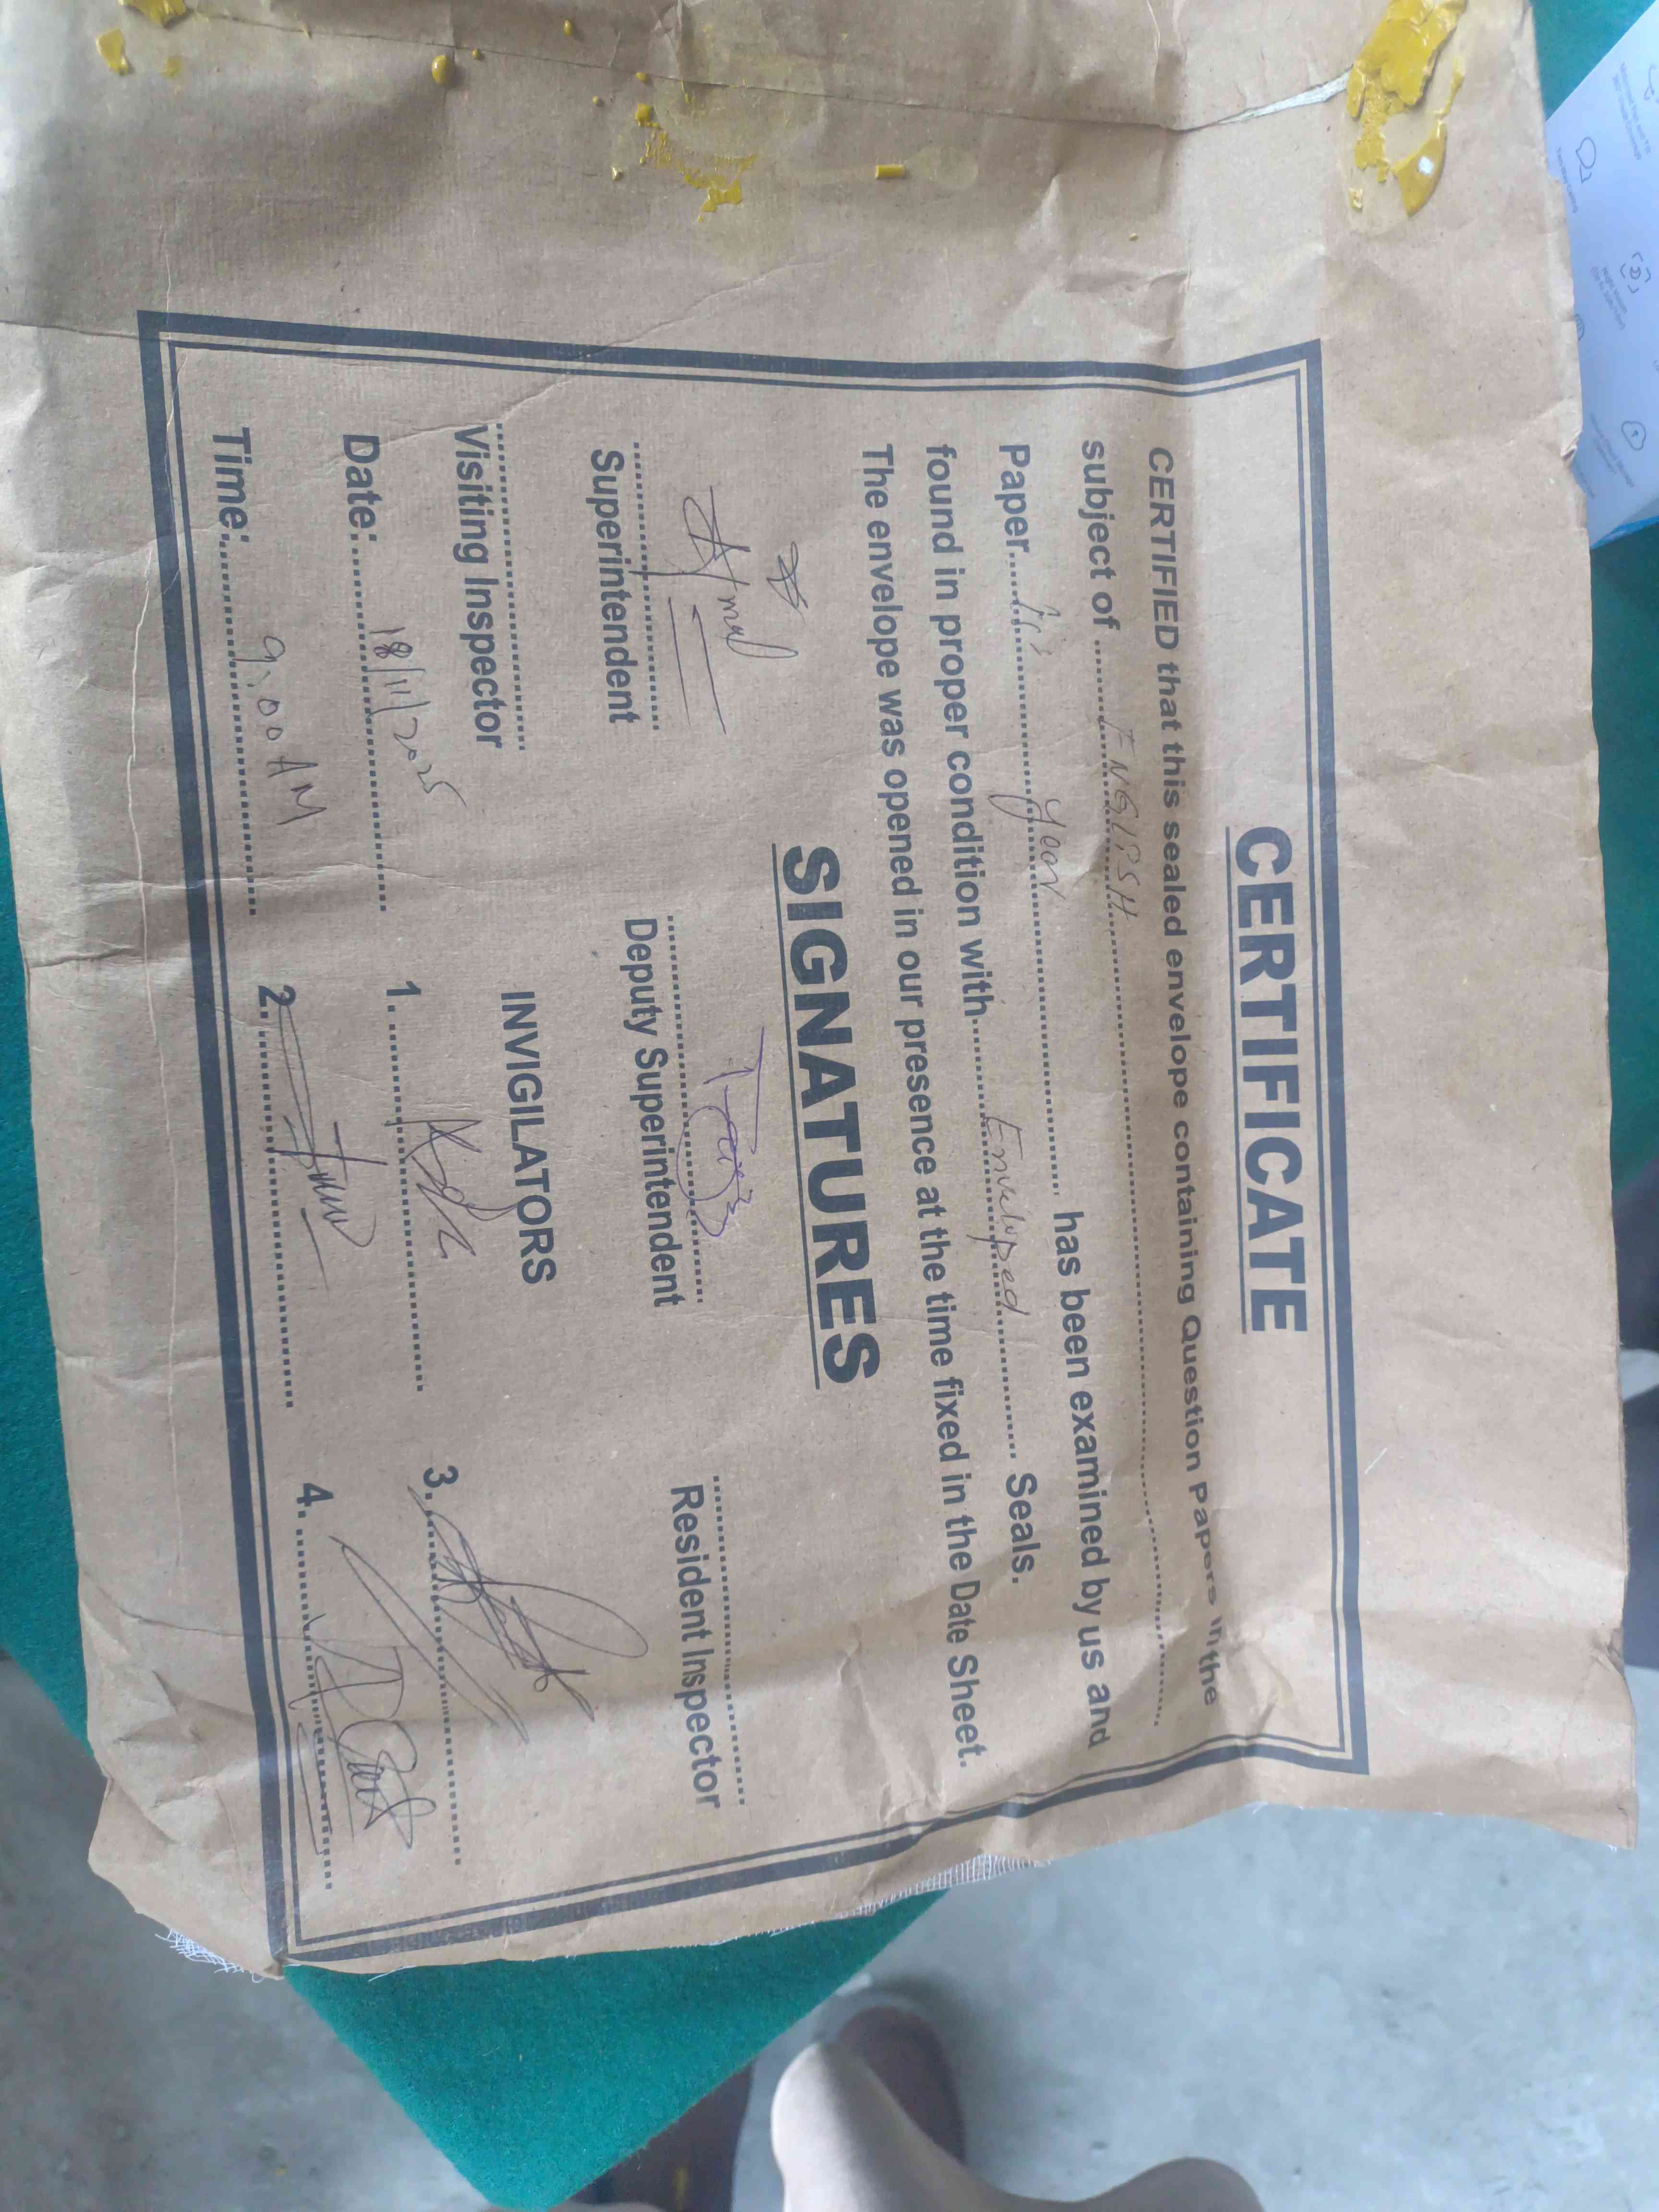 CERTIFICATE
CERTIFIED that this sealed envelope containing Question Papers in the
subject of ENGLISH
Paper year has been examined by us and
found in proper condition with Enveloped Seals.
The envelope was opened in our presence at the time fixed in the Date Sheet.
SIGNATURES
Superintendent
Deputy Superintendent
Resident Inspector
Visiting Inspector
INVIGILATORS
Date: 18/11/2025
1.
3.
Time: 9:00 AM
2.
4.